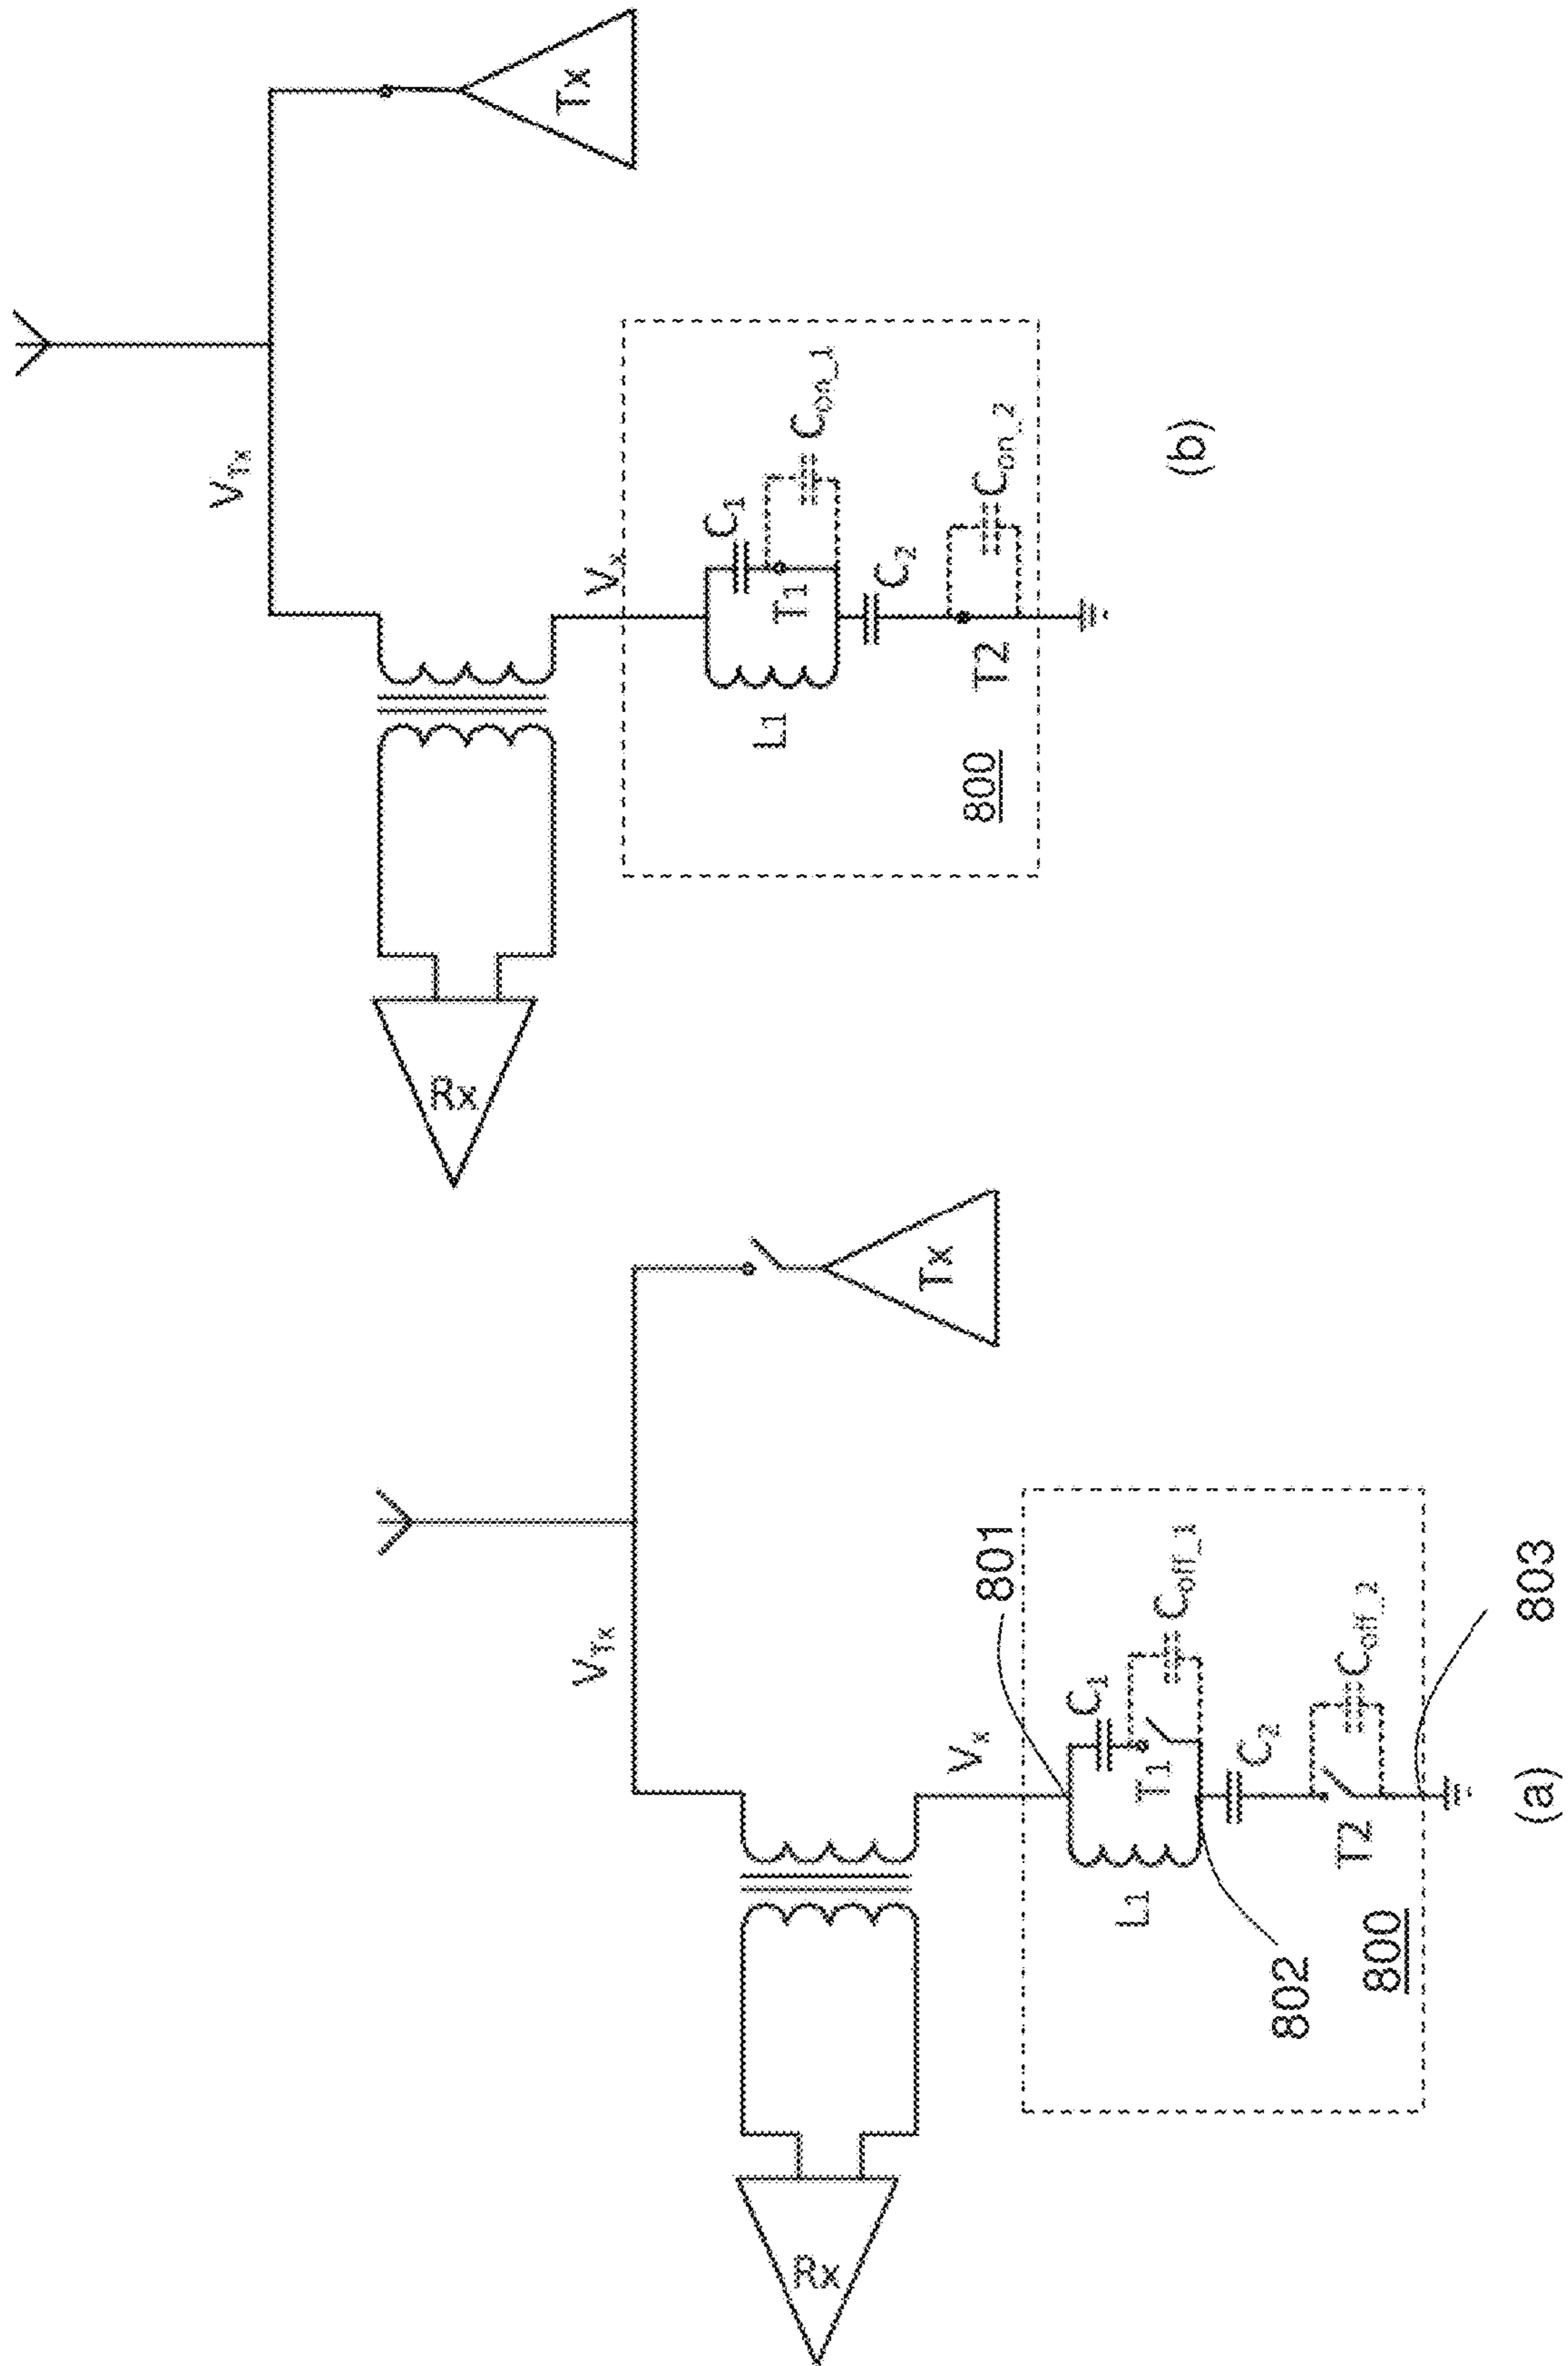 V_Tx
Tx
V_x
C_1
C_on_1
T1
L1
C_2
C_on_2
T2
800
Rx
(b)
V_Tx
Tx
801
V_x
C_1
C_off_1
T1
L1
C_2
C_off_2
T2
802
800
803
Rx
(a)